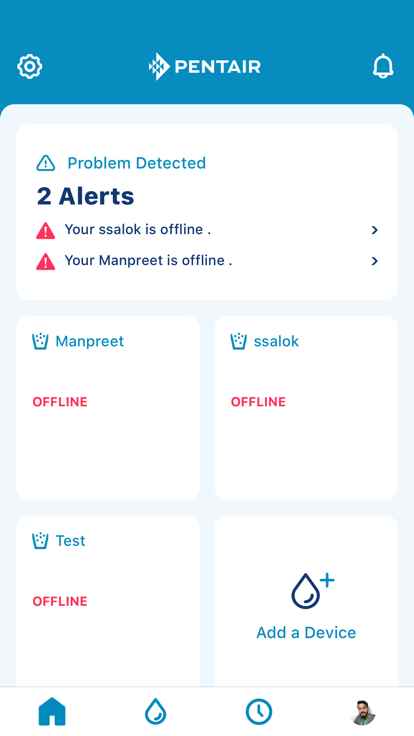 PENTAIR
Problem Detected
2 Alerts
Your ssalok is offline .
Your Manpreet is offline .
Manpreet
ssalok
OFFLINE
OFFLINE
Test
OFFLINE
Add a Device